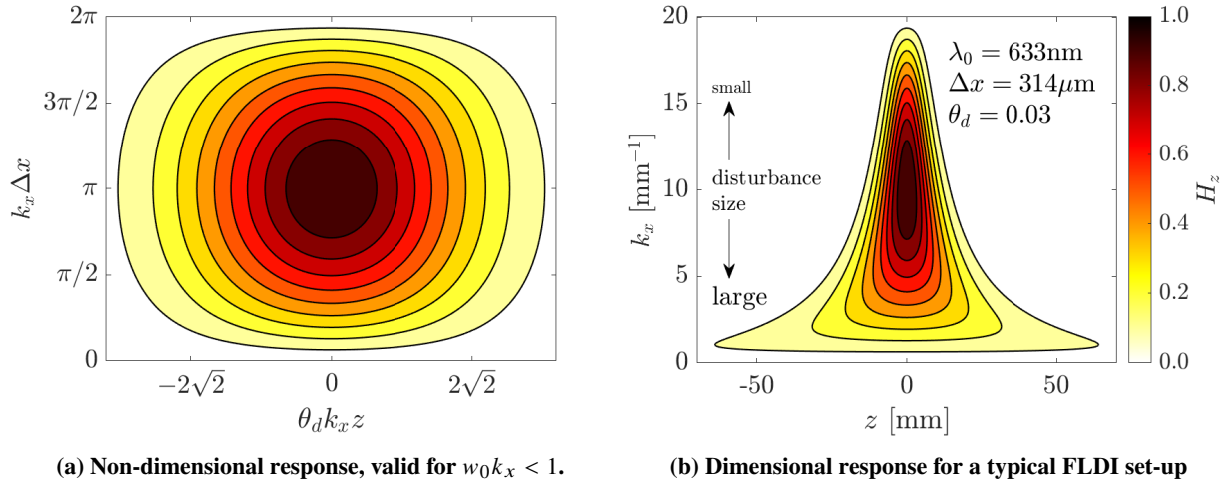 2π
3π/2
π
π/2
0
k_x Δx
−2√2
0
2√2
θ_d k_x z
20
15
10
5
0
k_x [mm⁻¹]
small
disturbance
size
large
λ₀ = 633nm
Δx = 314μm
θ_d = 0.03
-50
0
50
z [mm]
1.0
0.8
0.6
0.4
0.2
0.0
H_z
(a) Non-dimensional response, valid for w₀k_x < 1.
(b) Dimensional response for a typical FLDI set-up